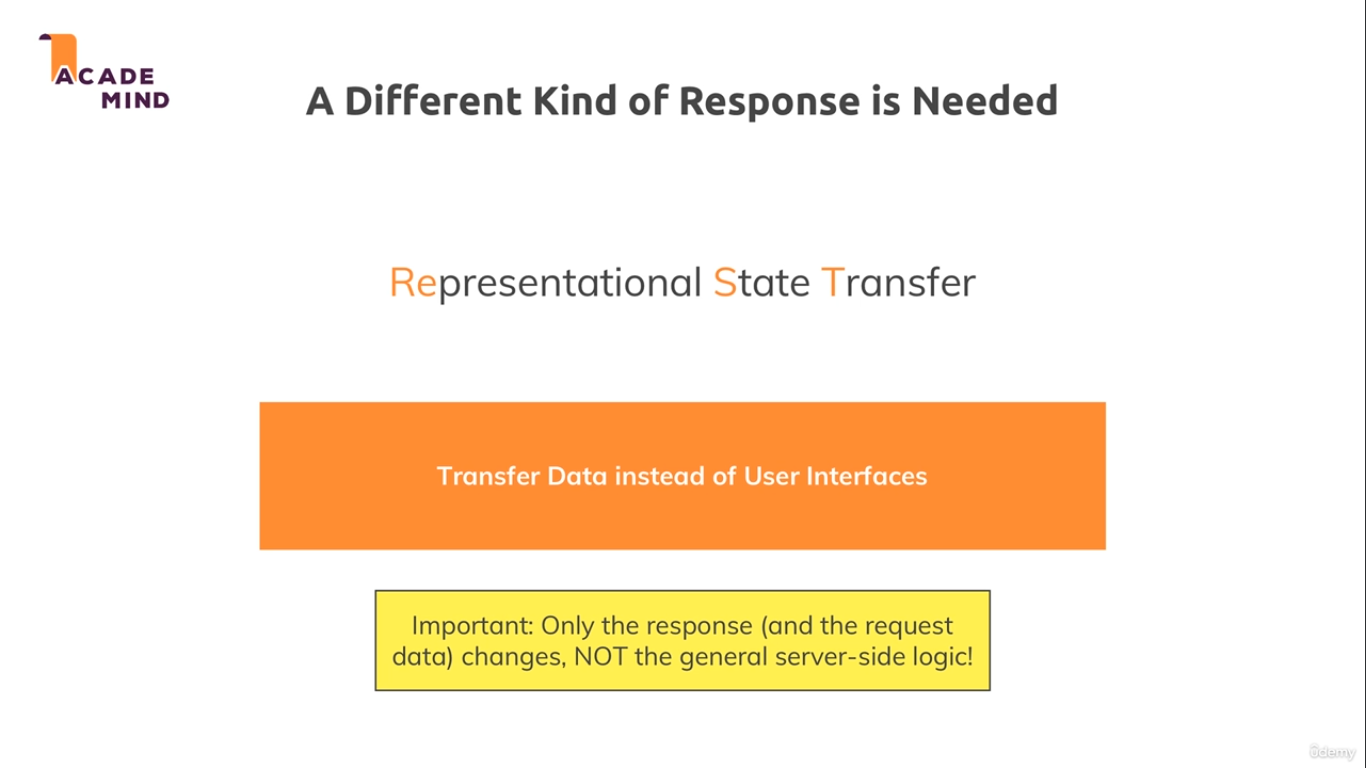 ACADE
MIND
A Different Kind of Response is Needed
Representational State Transfer
Transfer Data instead of User Interfaces
Important: Only the response (and the request
data) changes, NOT the general server-side logic!
ûdemy